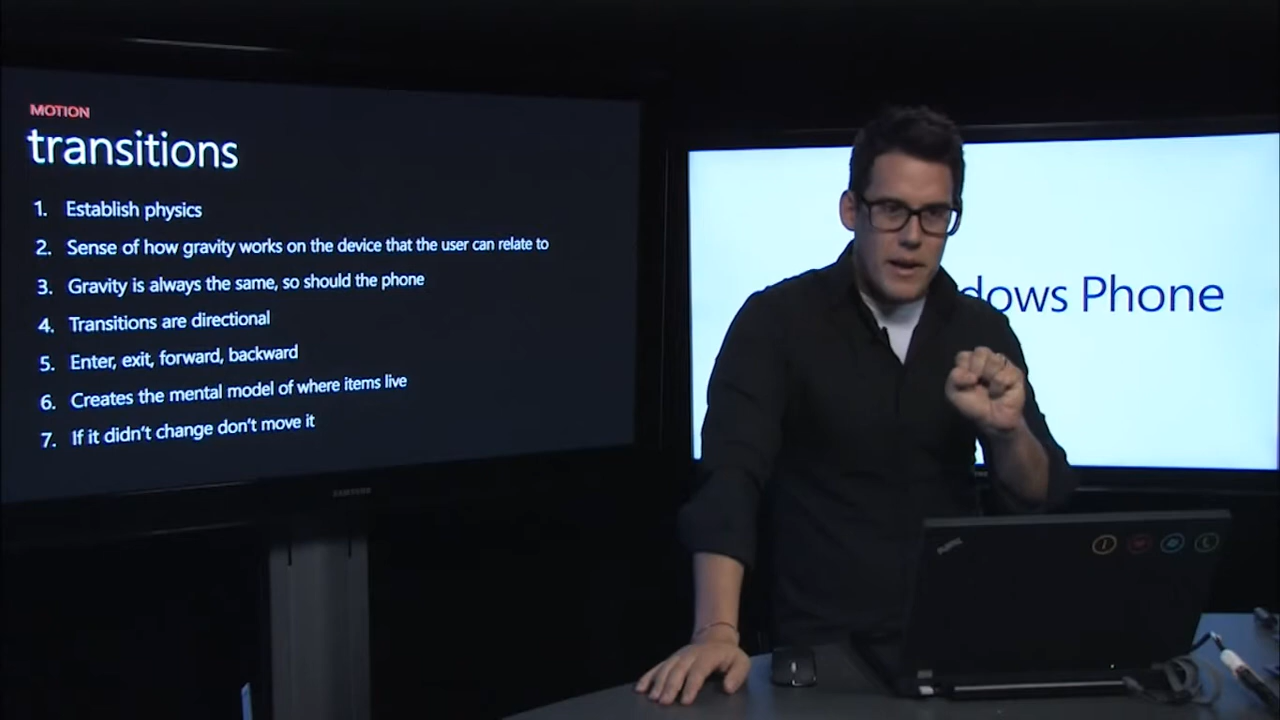 MOTION
transitions
1. Establish physics
2. Sense of how gravity works on the device that the user can relate to
3. Gravity is always the same, so should the phone
4. Transitions are directional
5. Enter, exit, forward, backward
6. Creates the mental model of where items live
7. If it didn't change don't move it
SAMSUNG
dows Phone
ThinkPad